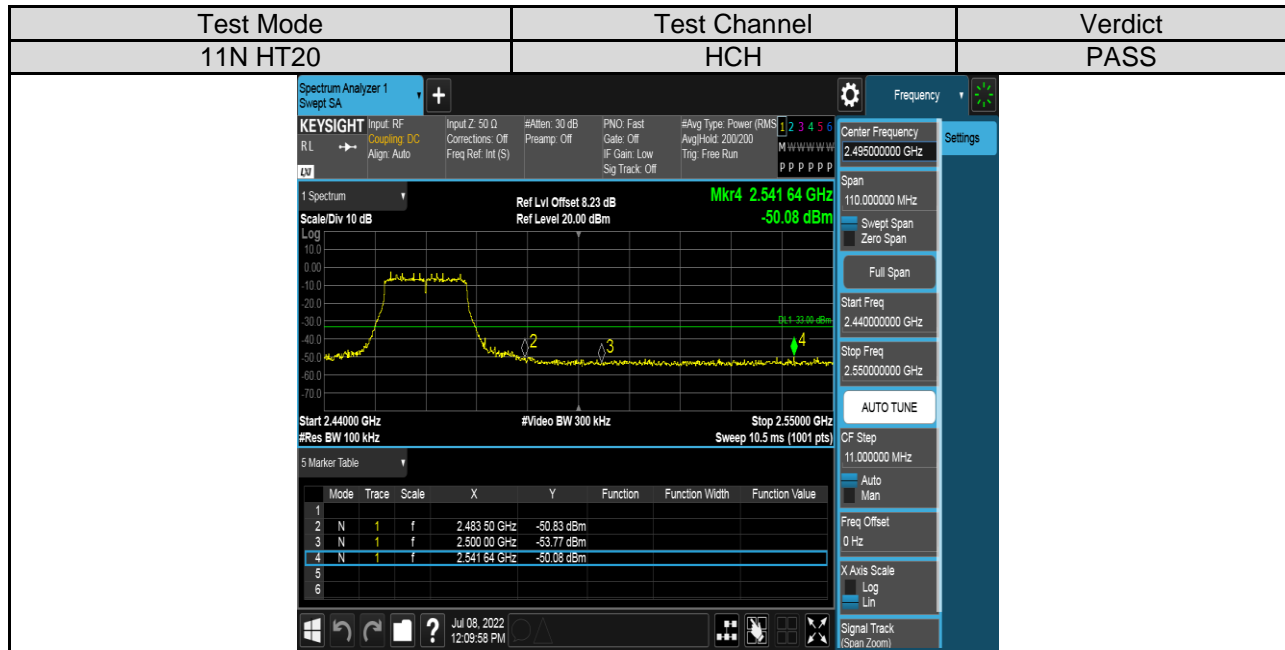 Test Mode Test Channel Verdict
11N HT20 HCH PASS
Spectrum Analyzer 1
Swept SA
+
Frequency
KEYSIGHT
RL
LXI
Input: RF
Coupling: DC
Align: Auto
Input Z: 50 Ω
Corrections: Off
Freq Ref: Int (S)
#Atten: 30 dB
Preamp: Off
PNO: Fast
Gate: Off
IF Gain: Low
Sig Track: Off
#Avg Type: Power (RMS
Avg|Hold: 200/200
Trig: Free Run
1 2 3 4 5 6
M W W W W W
P P P P P P
1 Spectrum
Scale/Div 10 dB
Log
Ref Lvl Offset 8.23 dB
Ref Level 20.00 dBm
Mkr4 2.541 64 GHz
-50.08 dBm
10.0
0.00
-10.0
-20.0
-30.0
-40.0
-50.0
-60.0
-70.0
DL1 -33.00 dBm
2
3
4
Start 2.44000 GHz #Video BW 300 kHz Stop 2.55000 GHz
#Res BW 100 kHz Sweep 10.5 ms (1001 pts)
5 Marker Table
Mode Trace Scale X Y Function Function Width Function Value
1
2 N 1 f 2.483 50 GHz -50.83 dBm
3 N 1 f 2.500 00 GHz -53.77 dBm
4 N 1 f 2.541 64 GHz -50.08 dBm
5
6
?
Jul 08, 2022
12:09:58 PM
Center Frequency
2.495000000 GHz
Settings
Span
110.000000 MHz
Swept Span
Zero Span
Full Span
Start Freq
2.440000000 GHz
Stop Freq
2.550000000 GHz
AUTO TUNE
CF Step
11.000000 MHz
Auto
Man
Freq Offset
0 Hz
X Axis Scale
Log
Lin
Signal Track
(Span Zoom)